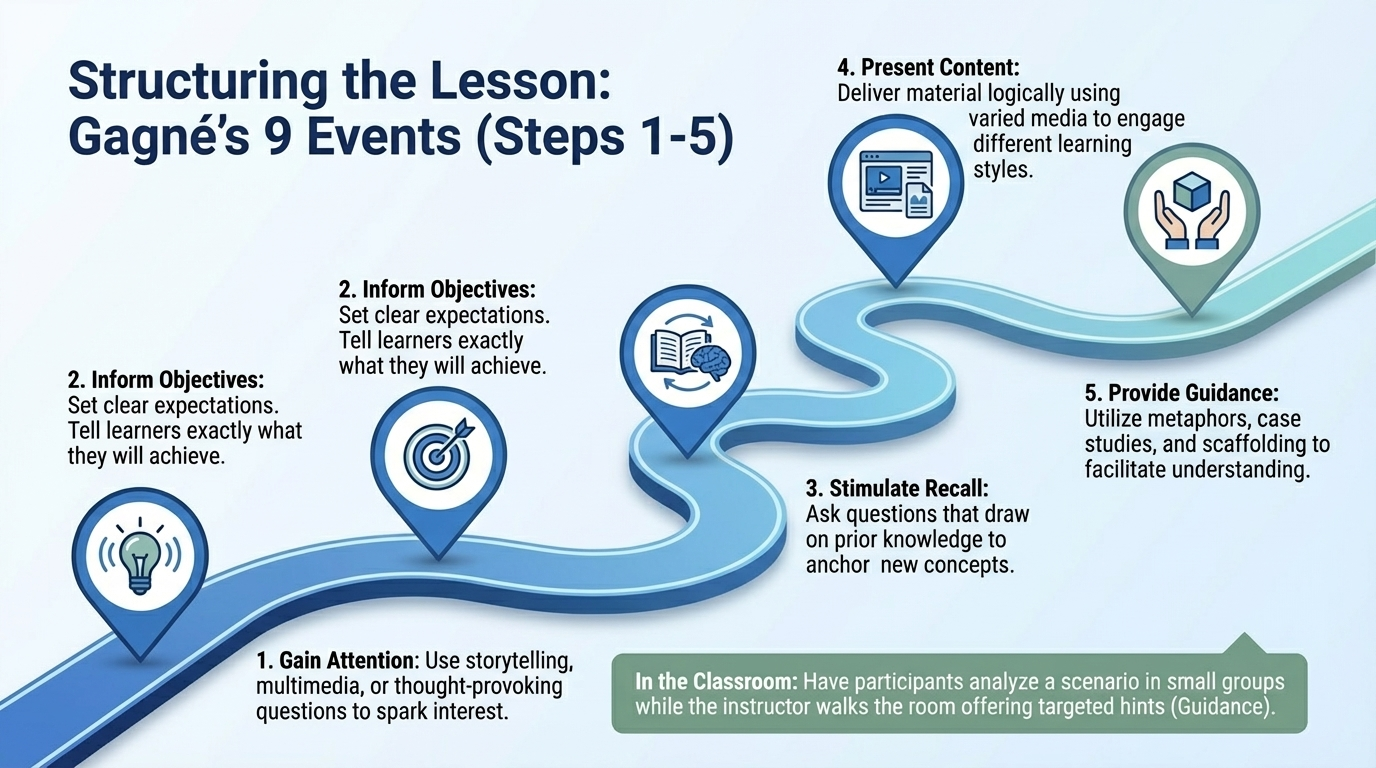 Structuring the Lesson:
Gagné's 9 Events (Steps 1-5)
2. Inform Objectives:
Set clear expectations.
Tell learners exactly what
they will achieve.
1. Gain Attention: Use storytelling,
multimedia, or thought-provoking
questions to spark interest.
2. Inform Objectives:
Set clear expectations.
Tell learners exactly
what they will achieve.
3. Stimulate Recall:
Ask questions that draw
on prior knowledge to
anchor new concepts.
4. Present Content:
Deliver material logically using
varied media to engage
different learning
styles.
5. Provide Guidance:
Utilize metaphors, case
studies, and scaffolding to
facilitate understanding.
In the Classroom: Have participants analyze a scenario in small groups
while the instructor walks the room offering targeted hints (Guidance).